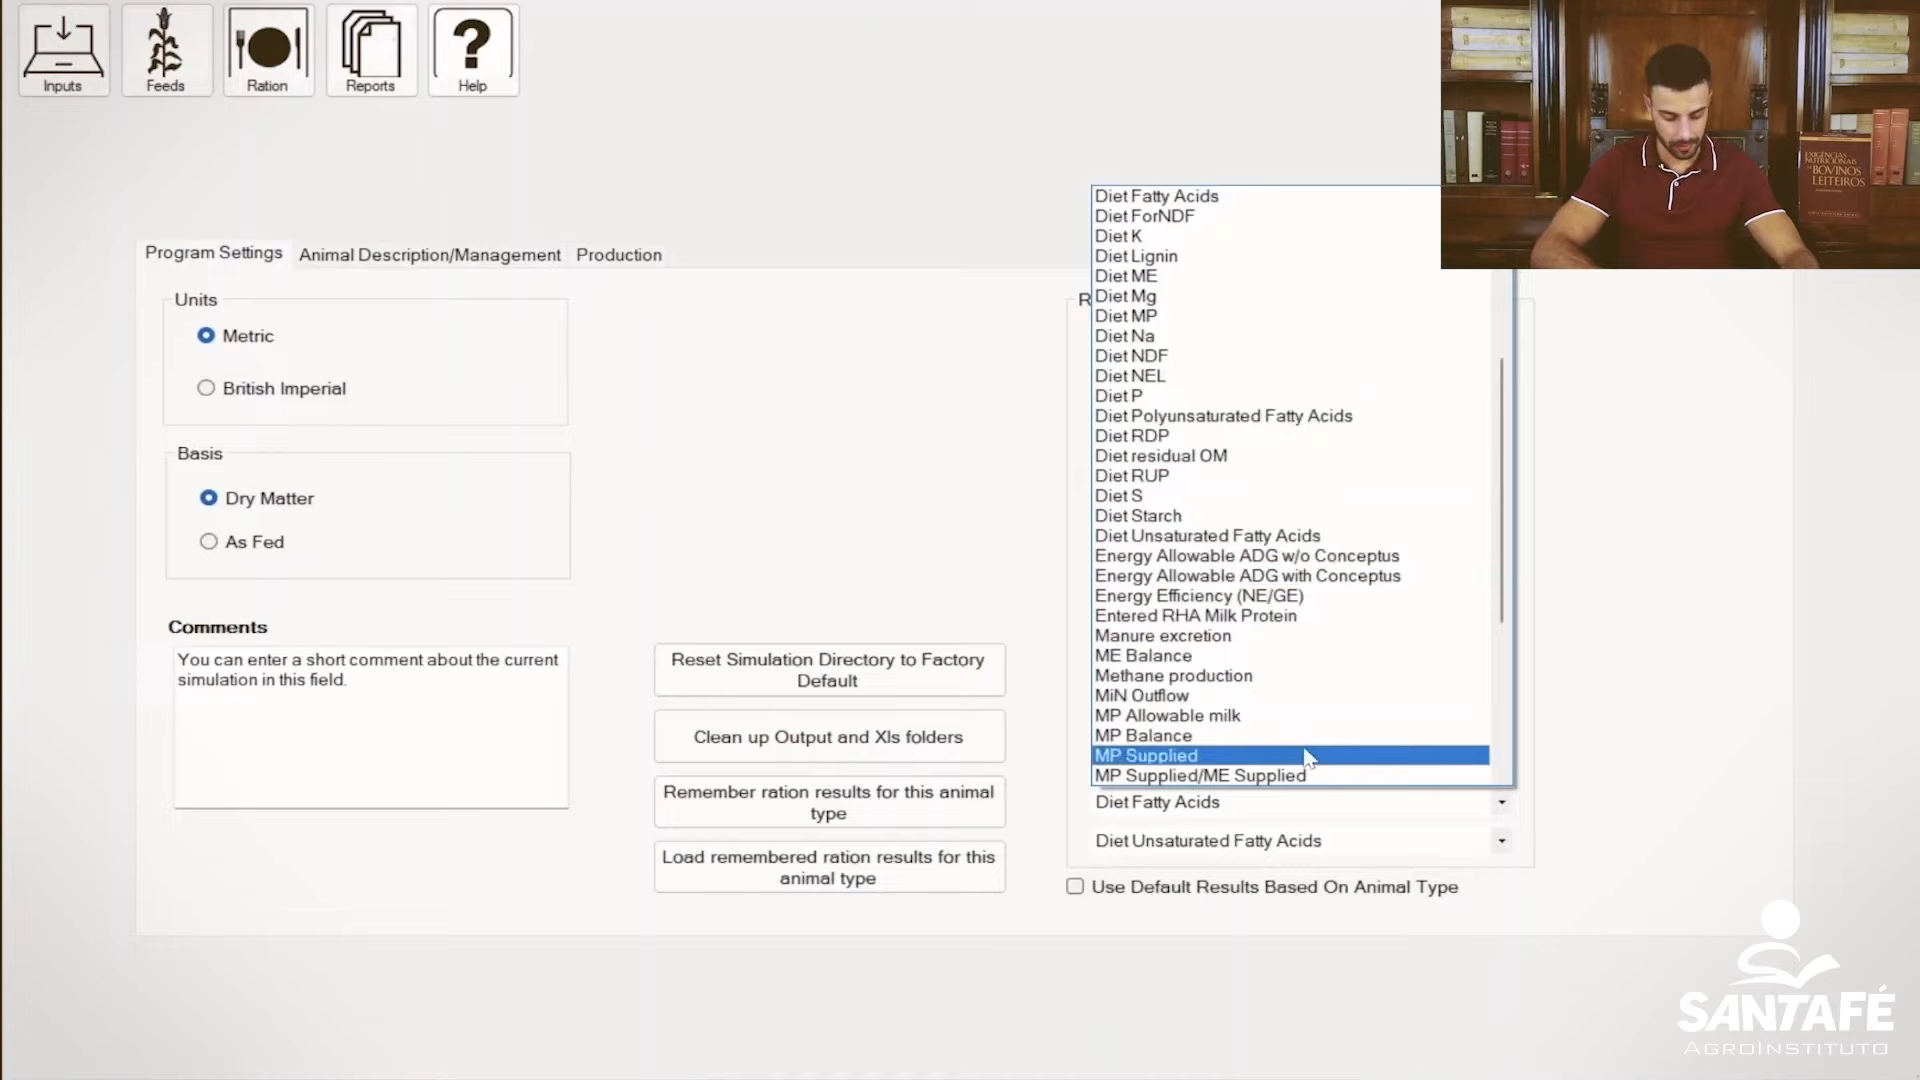 Inputs
Feeds
Ration
Reports
Help
EXIGÊNCIAS
NUTRICIONAIS
DE BOVINOS
LEITEIROS
Program Settings
Animal Description/Management
Production
Units
Metric
British Imperial
Basis
Dry Matter
As Fed
Comments
You can enter a short comment about the current
simulation in this field.
Reset Simulation Directory to Factory
Default
Clean up Output and Xls folders
Remember ration results for this animal
type
Load remembered ration results for this
animal type
R
Diet Fatty Acids
Diet ForNDF
Diet K
Diet Lignin
Diet ME
Diet Mg
Diet MP
Diet Na
Diet NDF
Diet NEL
Diet P
Diet Polyunsaturated Fatty Acids
Diet RDP
Diet residual OM
Diet RUP
Diet S
Diet Starch
Diet Unsaturated Fatty Acids
Energy Allowable ADG w/o Conceptus
Energy Allowable ADG with Conceptus
Energy Efficiency (NE/GE)
Entered RHA Milk Protein
Manure excretion
ME Balance
Methane production
MiN Outflow
MP Allowable milk
MP Balance
MP Supplied
MP Supplied/ME Supplied
Diet Fatty Acids
Diet Unsaturated Fatty Acids
Use Default Results Based On Animal Type
SANTAFÉ
AGROINSTITUTO